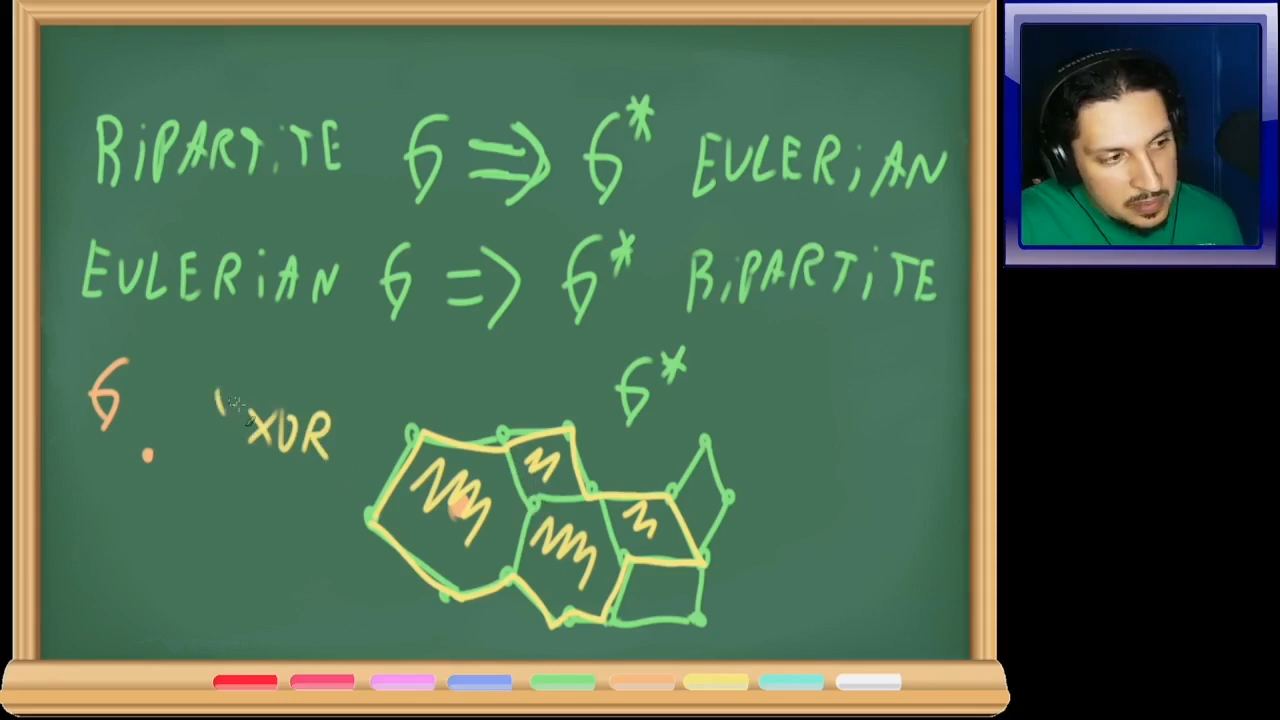 BiPARTiTE G ⇒ G* EULERiAN
EULERiAN G => G* BiPARTiTE
G
G*
XOR